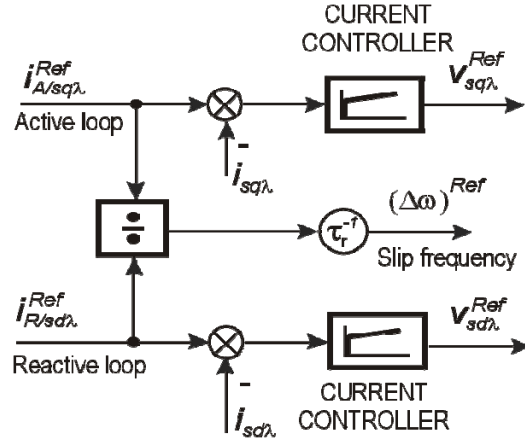 CURRENT
CONTROLLER
i^Ref_A/sqλ
v^Ref_sqλ
Active loop
-
i_sqλ
÷
τ_r^-1
(Δω)^Ref
Slip frequency
i^Ref_R/sdλ
v^Ref_sdλ
Reactive loop
-
i_sdλ
CURRENT
CONTROLLER